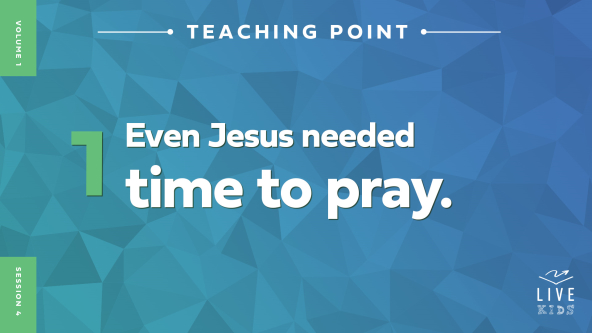 VOLUME 1
TEACHING POINT
1
Even Jesus needed
time to pray.
SESSION 4
LIVE
KIDS